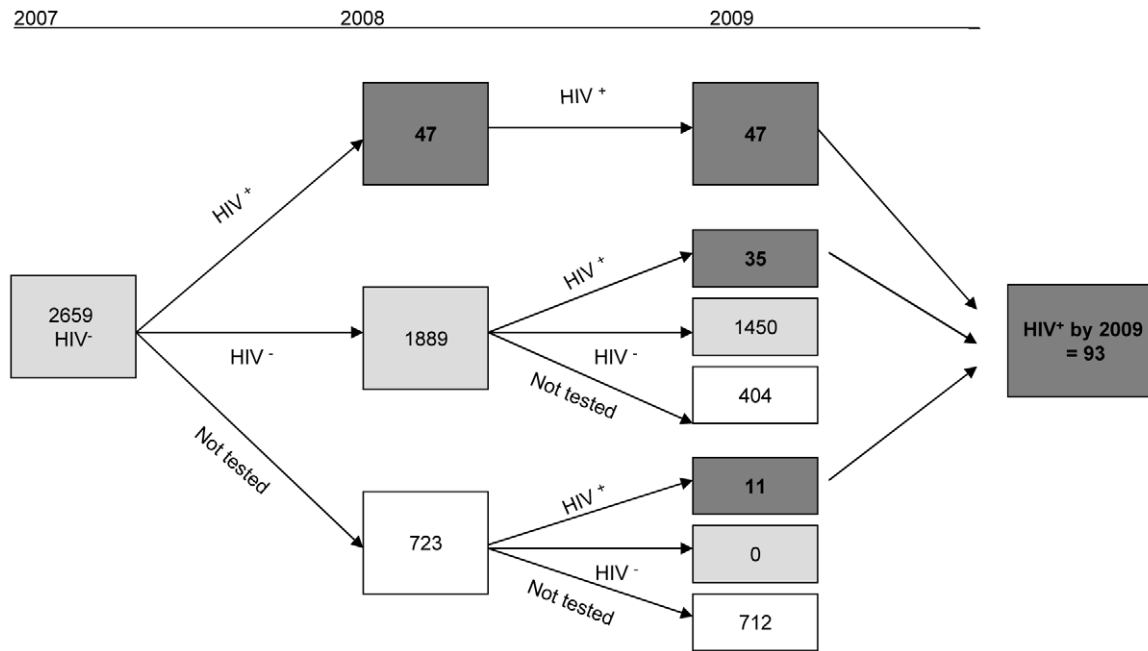 2007 2008 2009
HIV +
47
47
HIV +
HIV +
35
2659
HIV-
HIV -
1889
HIV -
1450
HIV+ by 2009
= 93
Not tested
404
Not tested
HIV +
11
723
HIV -
0
Not tested
712